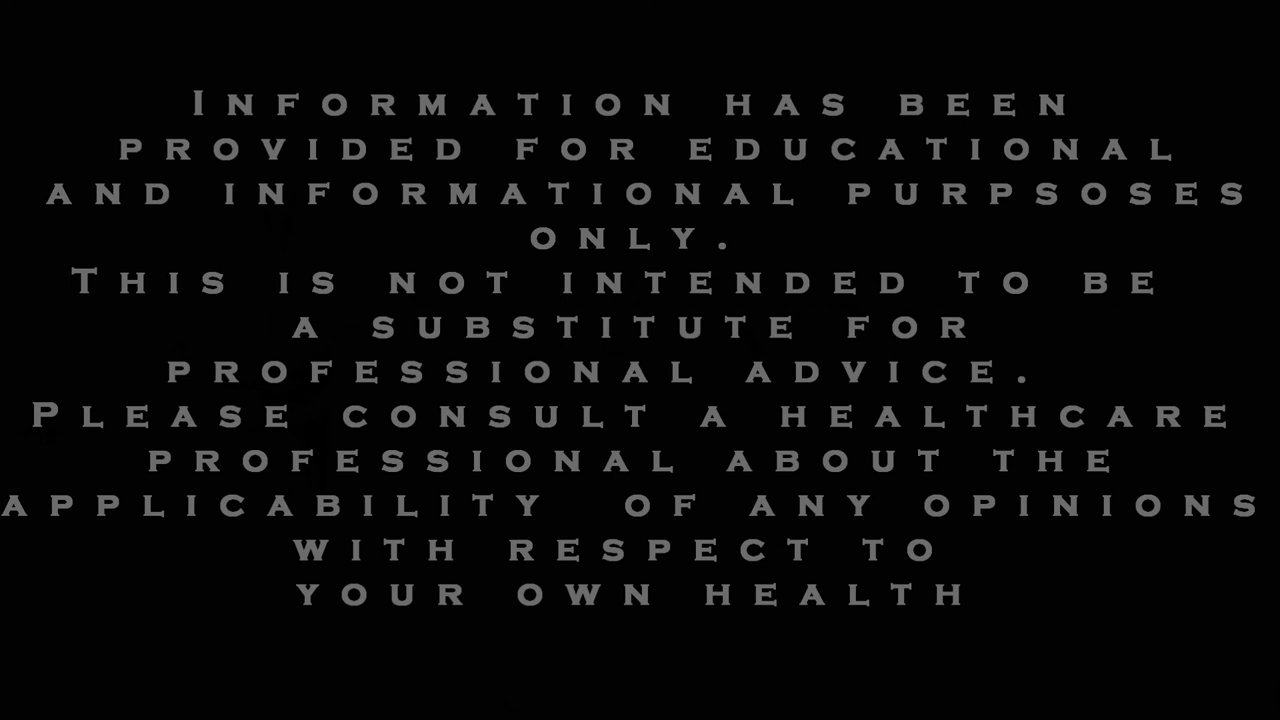 Information has been
provided for educational
and informational purpsoses
only.
This is not intended to be
a substitute for
professional advice.
Please consult a healthcare
professional about the
applicability of any opinions
with respect to
your own health